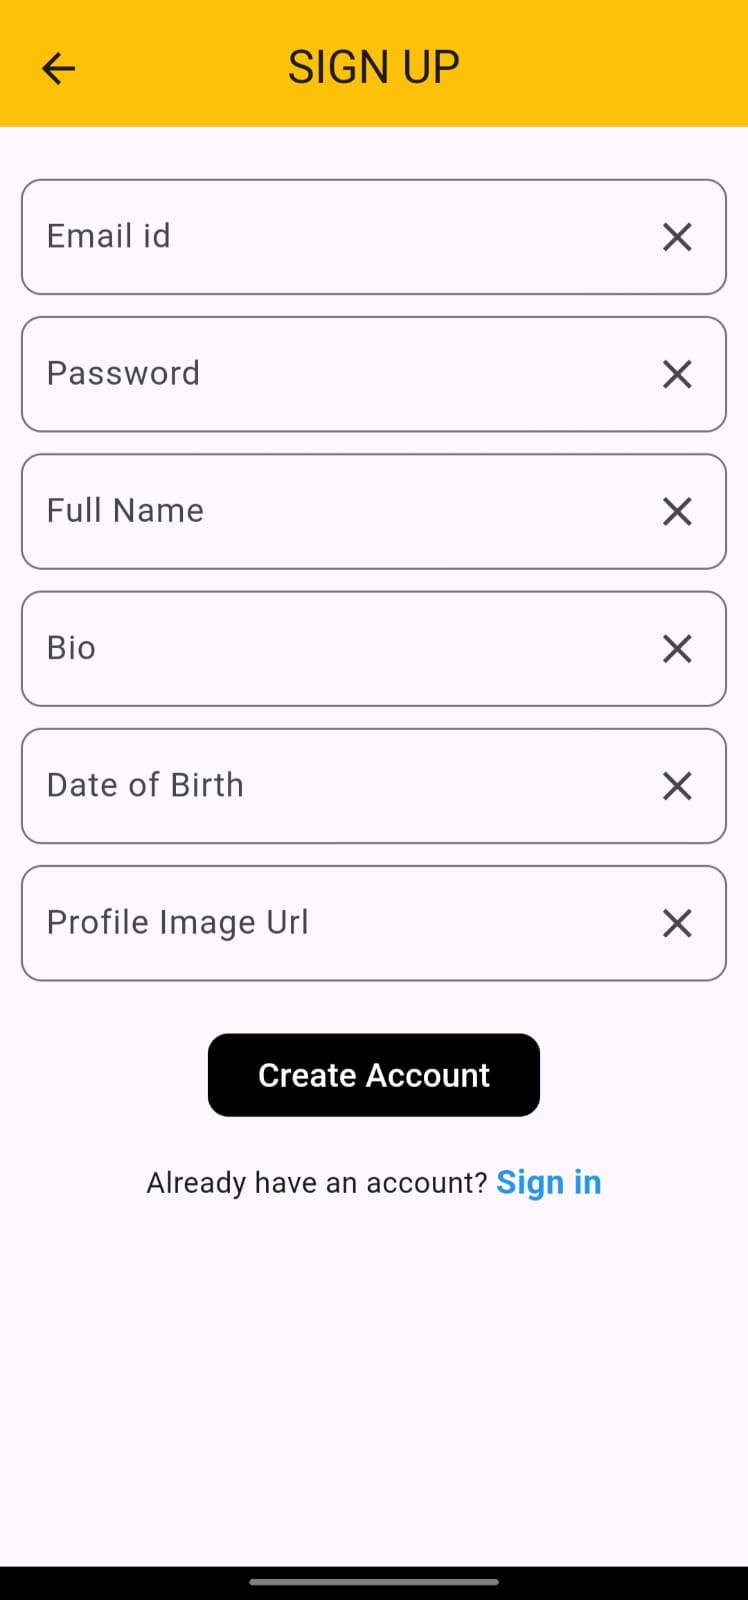 SIGN UP
Email id
Password
Full Name
Bio
Date of Birth
Profile Image Url
Create Account
Already have an account? Sign in